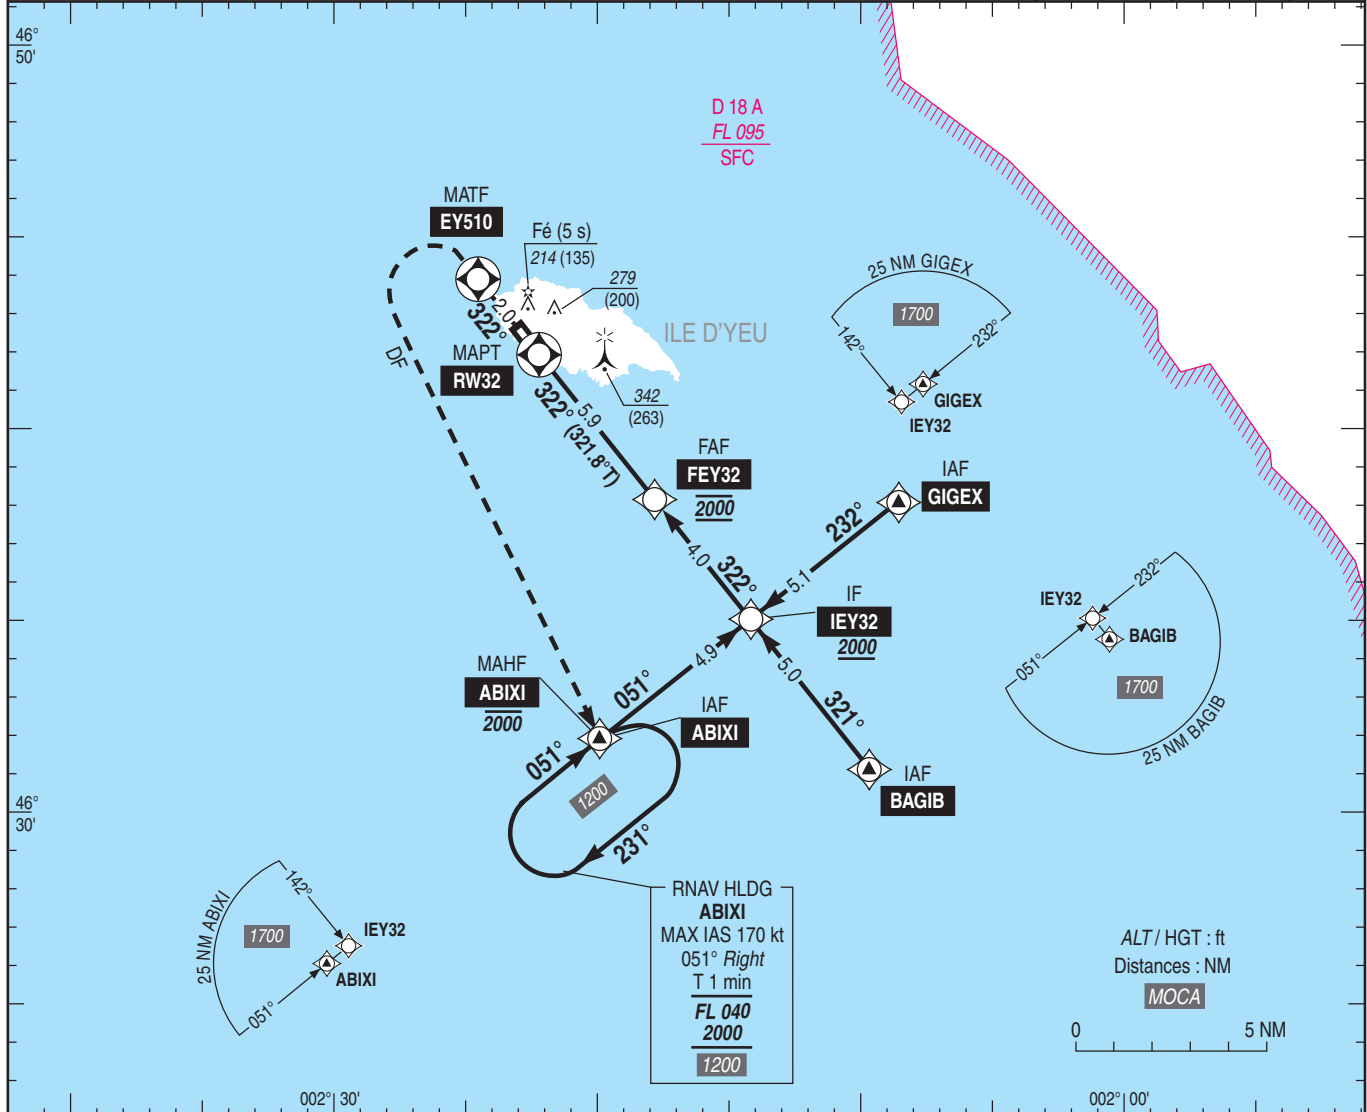 46°
50'
D 18 A
FL 095
SFC
MATF
EY510
Fé (5 s)
214 (135)
279
(200)
25 NM GIGEX
1700
142°
232°
GIGEX
IEY32
ILE D'YEU
2.0
322°
MAPT
RW32
DF
342
(263)
5.9
322° (321.8°T)
FAF
FEY32
2000
IAF
GIGEX
232°
5.1
4.0
322°
IF
IEY32
2000
IEY32
232°
BAGIB
051°
1700
25 NM BAGIB
MAHF
ABIXI
2000
4.9
051°
IAF
ABIXI
5.0
321°
IAF
BAGIB
051°
1200
231°
46°
30'
25 NM ABIXI
142°
1700
IEY32
ABIXI
051°
RNAV HLDG
ABIXI
MAX IAS 170 kt
051° Right
T 1 min
FL 040
2000
1200
ALT / HGT : ft
Distances : NM
MOCA
0 5 NM
002° 30'
002° 00'